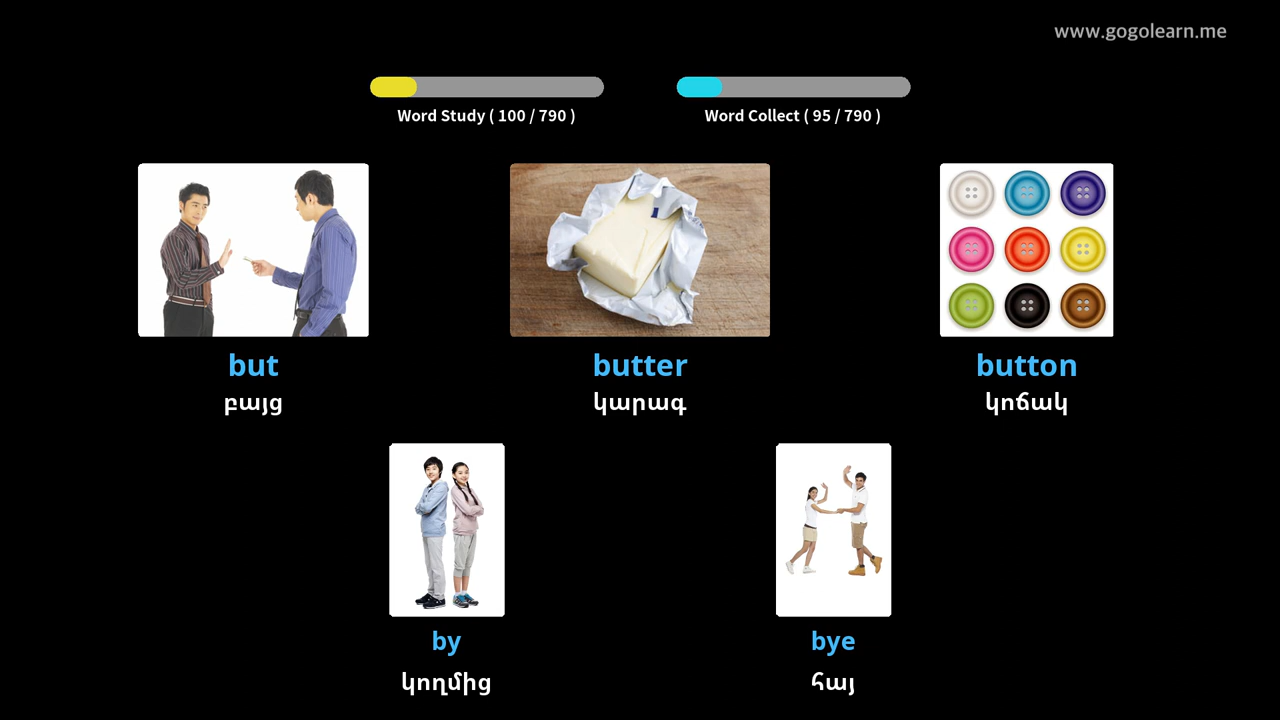 www.gogolearn.me
Word Study ( 100 / 790 )
Word Collect ( 95 / 790 )
but
բայց
butter
կարագ
button
կոճակ
by
կողմից
bye
հայ